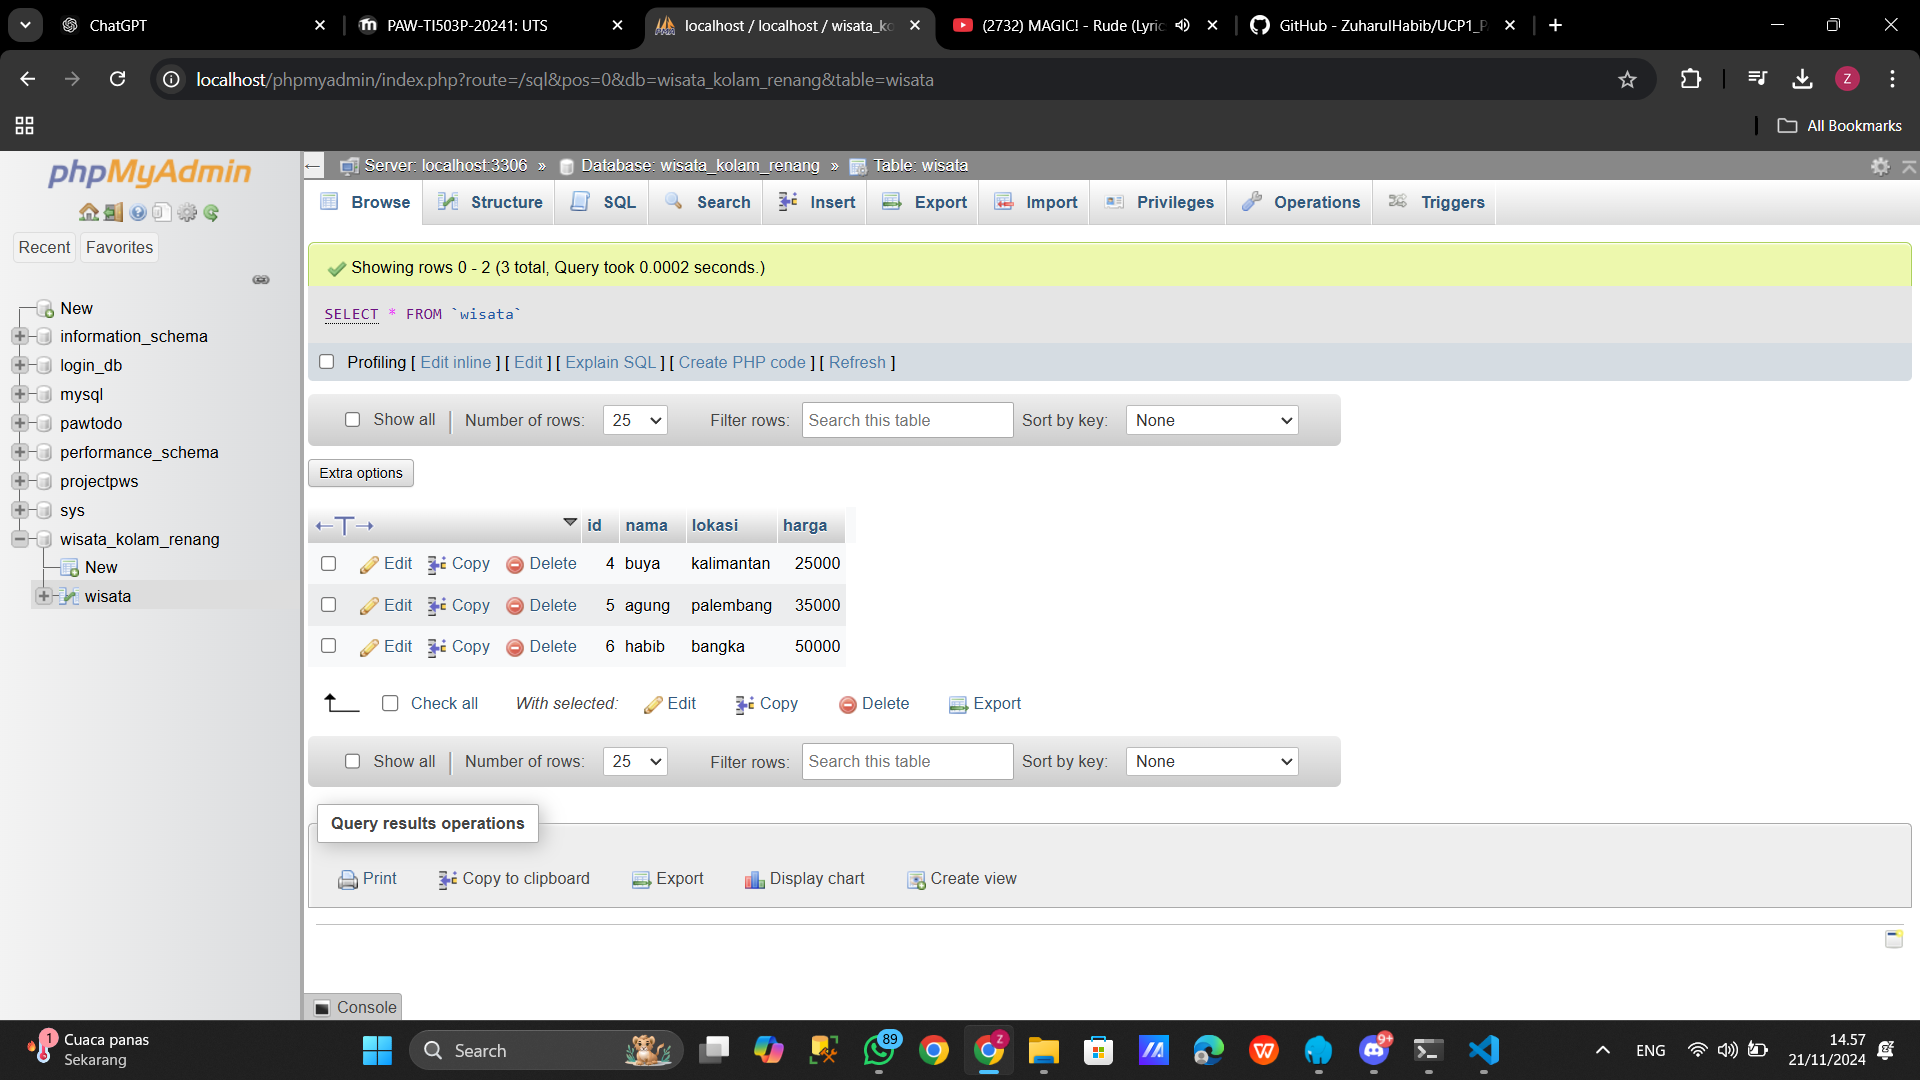 ChatGPT
PAW-TI503P-20241: UTS
localhost / localhost / wisata_ko
(2732) MAGIC! - Rude (Lyric
GitHub - ZuharulHabib/UCP1_P
localhost/phpmyadmin/index.php?route=/sql&pos=0&db=wisata_kolam_renang&table=wisata
Z
All Bookmarks
phpMyAdmin
Server: localhost:3306 » Database: wisata_kolam_renang » Table: wisata
Browse Structure SQL Search Insert Export Import Privileges Operations Triggers
Recent Favorites
New
information_schema
login_db
mysql
pawtodo
performance_schema
projectpws
sys
wisata_kolam_renang
New
wisata
Showing rows 0 - 2 (3 total, Query took 0.0002 seconds.)
SELECT * FROM `wisata`
Profiling [ Edit inline ] [ Edit ] [ Explain SQL ] [ Create PHP code ] [ Refresh ]
Show all Number of rows: 25 Filter rows: Search this table Sort by key: None
Extra options
←T→ id nama lokasi harga
Edit Copy Delete 4 buya kalimantan 25000
Edit Copy Delete 5 agung palembang 35000
Edit Copy Delete 6 habib bangka 50000
Check all With selected: Edit Copy Delete Export
Show all Number of rows: 25 Filter rows: Search this table Sort by key: None
Query results operations
Print Copy to clipboard Export Display chart Create view
Console
1 Cuaca panas
Sekarang
Search
89
Z
9+
ENG
14.57
21/11/2024